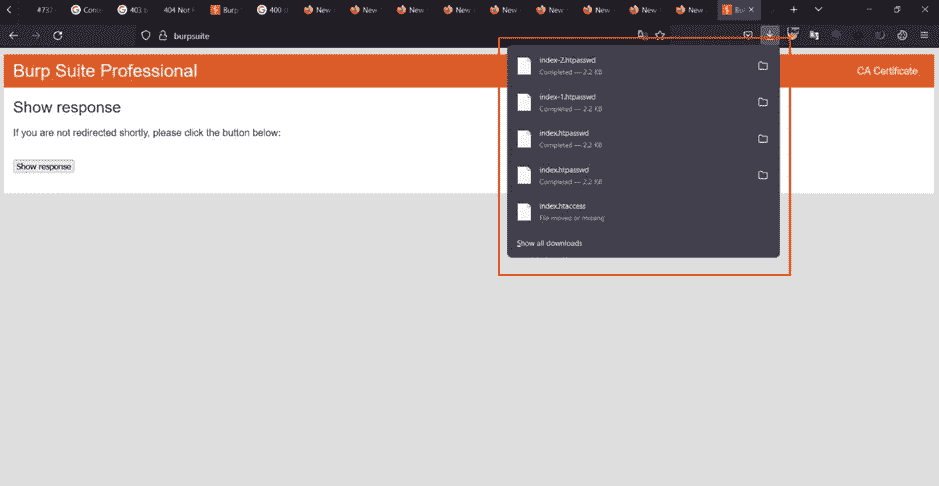 #737
Conte
403 b
404 Not F
Burp
400 
New
New
New
New
New
New
New
New
New
Bur
burpsuite
Burp Suite Professional
CA Certificate
Show response
If you are not redirected shortly, please click the button below:
Show response
index-2.htpasswd
Completed — 2.2 KB
index-1.htpasswd
Completed — 2.2 KB
index.htpasswd
Completed — 2.2 KB
index.htpasswd
Completed — 2.2 KB
index.htaccess
File moved or missing
Show all downloads